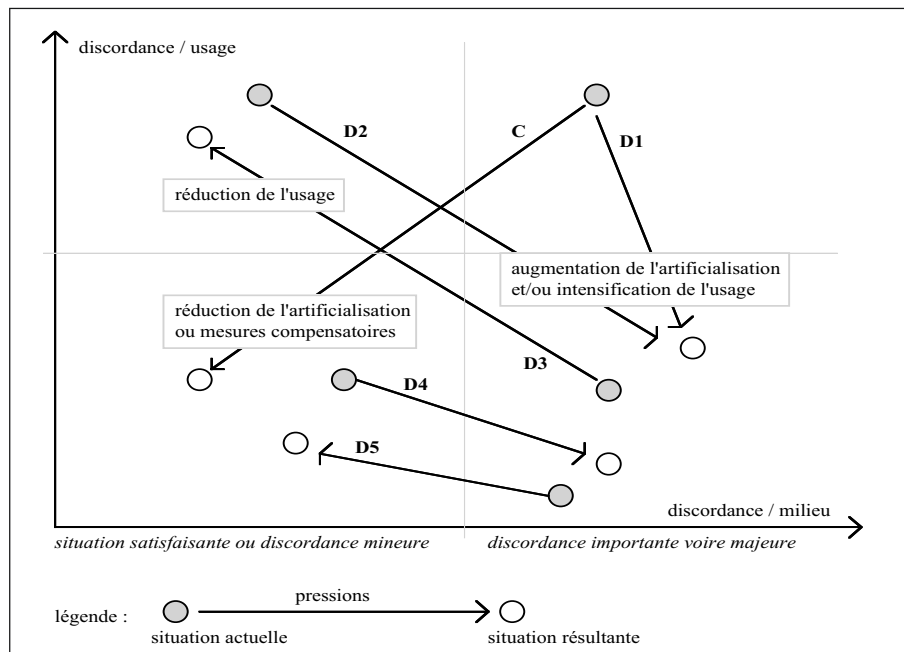 discordance / usage
D2
C
D1
réduction de l'usage
augmentation de l'artificialisation
et/ou intensification de l'usage
réduction de l'artificialisation
ou mesures compensatoires
D3
D4
D5
discordance / milieu
situation satisfaisante ou discordance mineure
discordance importante voire majeure
pressions
légende :
situation actuelle
situation résultante